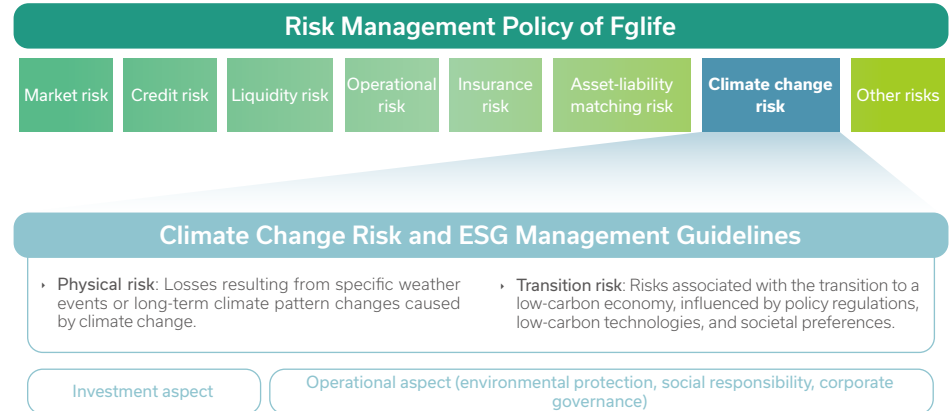 Risk Management Policy of Fglife
Market risk
Credit risk
Liquidity risk
Operational
risk
Insurance
risk
Asset-liability
matching risk
Climate change
risk
Other risks
Climate Change Risk and ESG Management Guidelines
‣ Physical risk: Losses resulting from specific weather
events or long-term climate pattern changes caused
by climate change.
‣ Transition risk: Risks associated with the transition to a
low-carbon economy, influenced by policy regulations,
low-carbon technologies, and societal preferences.
Investment aspect
Operational aspect (environmental protection, social responsibility, corporate
governance)